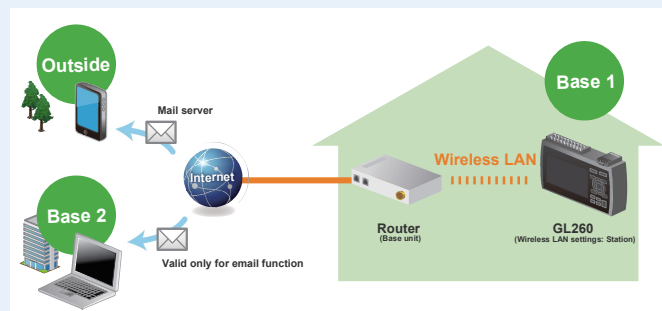 Outside
Mail server
Base 1
Internet
Wireless LAN
Router
(Base unit)
GL260
(Wireless LAN settings: Station)
Base 2
Valid only for email function